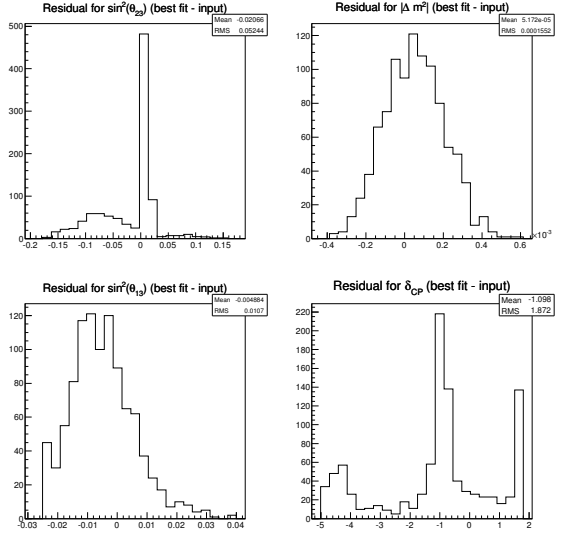 Residual for sin²(θ₂₃) (best fit - input)
Mean -0.02066
RMS 0.05244
500
400
300
200
100
0
-0.2 -0.15 -0.1 -0.05 0 0.05 0.1 0.15
Residual for |Δ m²| (best fit - input)
Mean 5.172e-05
RMS 0.0001552
120
100
80
60
40
20
0
-0.4 -0.2 0 0.2 0.4 0.6
×10⁻³
Residual for sin²(θ₁₃) (best fit - input)
Mean -0.004884
RMS 0.0107
120
100
80
60
40
20
0
-0.03 -0.02 -0.01 0 0.01 0.02 0.03 0.04
Residual for δCP (best fit - input)
Mean -1.098
RMS 1.872
220
200
180
160
140
120
100
80
60
40
20
0
-5 -4 -3 -2 -1 0 1 2